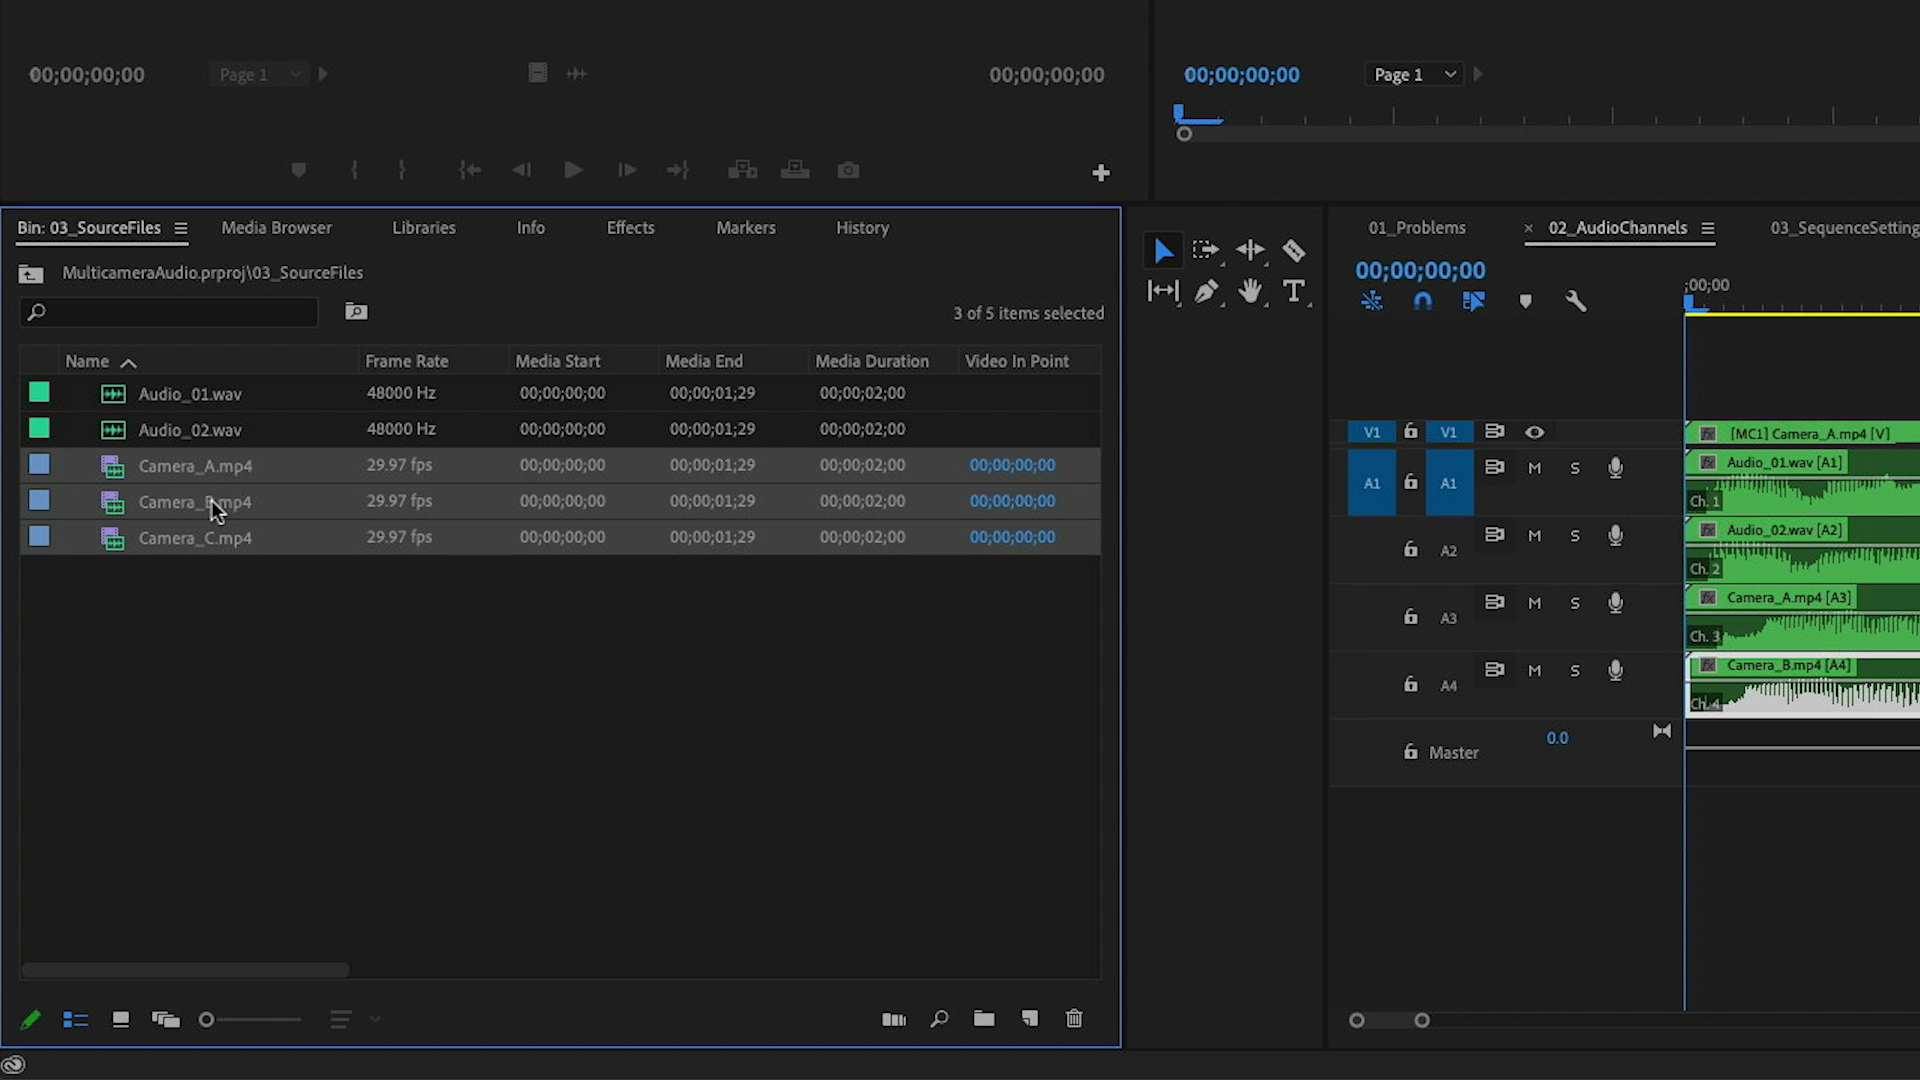 00;00;00;00
Page 1
00;00;00;00
00;00;00;00
Page 1
Bin: 03_SourceFiles
Media Browser
Libraries
Info
Effects
Markers
History
MulticameraAudio.prproj\03_SourceFiles
3 of 5 items selected
Name Frame Rate Media Start Media End Media Duration Video In Point
Audio_01.wav 48000 Hz 00;00;00;00 00;00;01;29 00;00;02;00
Audio_02.wav 48000 Hz 00;00;00;00 00;00;01;29 00;00;02;00
Camera_A.mp4 29.97 fps 00;00;00;00 00;00;01;29 00;00;02;00 00;00;00;00
Camera_B.mp4 29.97 fps 00;00;00;00 00;00;01;29 00;00;02;00 00;00;00;00
Camera_C.mp4 29.97 fps 00;00;00;00 00;00;01;29 00;00;02;00 00;00;00;00
01_Problems
× 02_AudioChannels
03_SequenceSetting
00;00;00;00
;00;00
V1 V1 fx [MC1] Camera_A.mp4 [V]
A1 A1 M S fx Audio_01.wav [A1]
Ch. 1
A2 M S fx Audio_02.wav [A2]
Ch. 2
A3 M S fx Camera_A.mp4 [A3]
Ch. 3
A4 M S fx Camera_B.mp4 [A4]
Ch. 4
Master 0.0